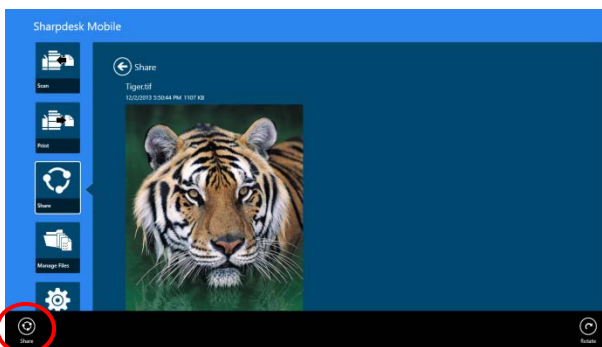 Sharpdesk Mobile
Scan
Print
Share
Manage Files
Share
Tiger.tif
12/2/2013 5:50:44 PM 1107 KB
Share
Rotate